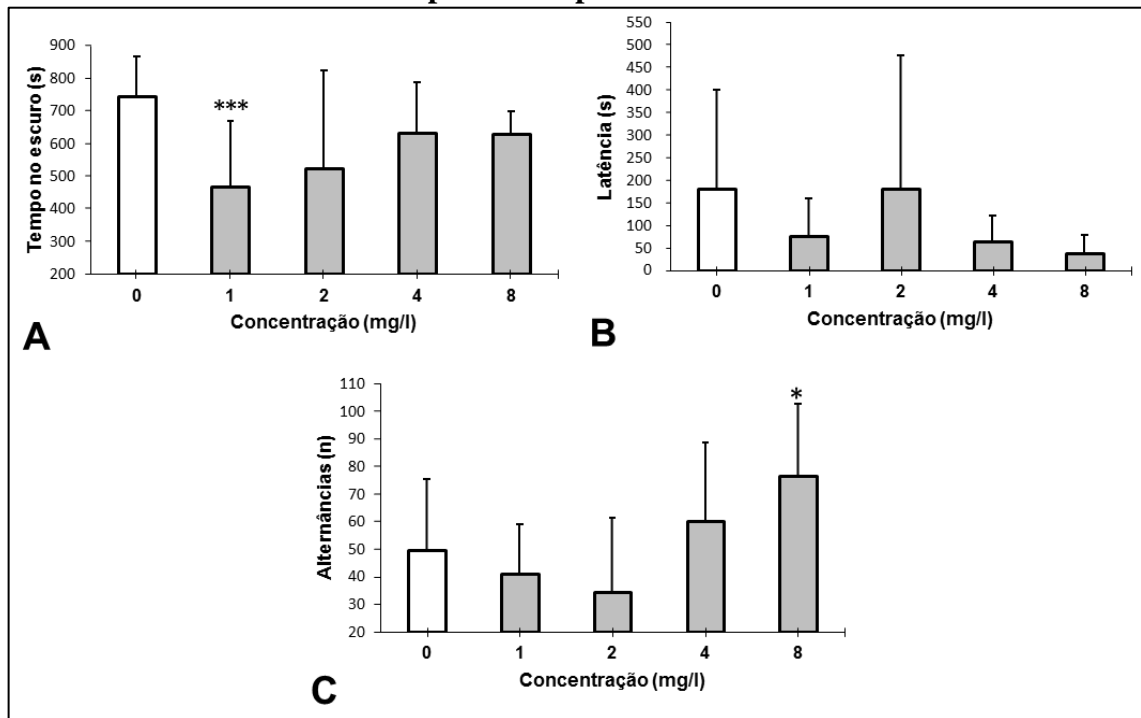 900
800
700
600
500
400
300
200
Tempo no escuro (s)
***
0 1 2 4 8
Concentração (mg/l)
A
550
500
450
400
350
300
250
200
150
100
50
0
Latência (s)
0 1 2 4 8
Concentração (mg/l)
B
110
100
90
80
70
60
50
40
30
20
Alternâncias (n)
*
0 1 2 4 8
Concentração (mg/l)
C